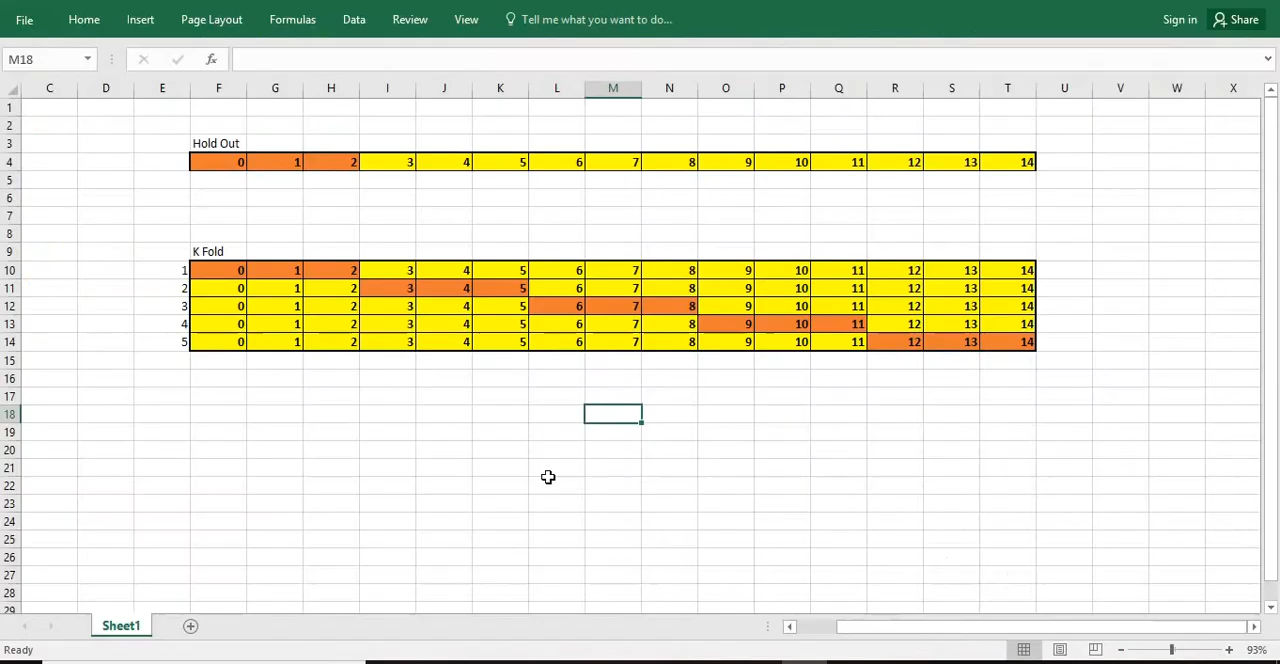 File Home Insert Page Layout Formulas Data Review View Tell me what you want to do... Sign in Share
M18 fx
C D E F G H I J K L M N O P Q R S T U V W X
1
2
3 Hold Out
4 0 1 2 3 4 5 6 7 8 9 10 11 12 13 14
5
6
7
8
9 K Fold
10 1 0 1 2 3 4 5 6 7 8 9 10 11 12 13 14
11 2 0 1 2 3 4 5 6 7 8 9 10 11 12 13 14
12 3 0 1 2 3 4 5 6 7 8 9 10 11 12 13 14
13 4 0 1 2 3 4 5 6 7 8 9 10 11 12 13 14
14 5 0 1 2 3 4 5 6 7 8 9 10 11 12 13 14
15
16
17
18
19
20
21
22
23
24
25
26
27
28
29
Sheet1
Ready 93%